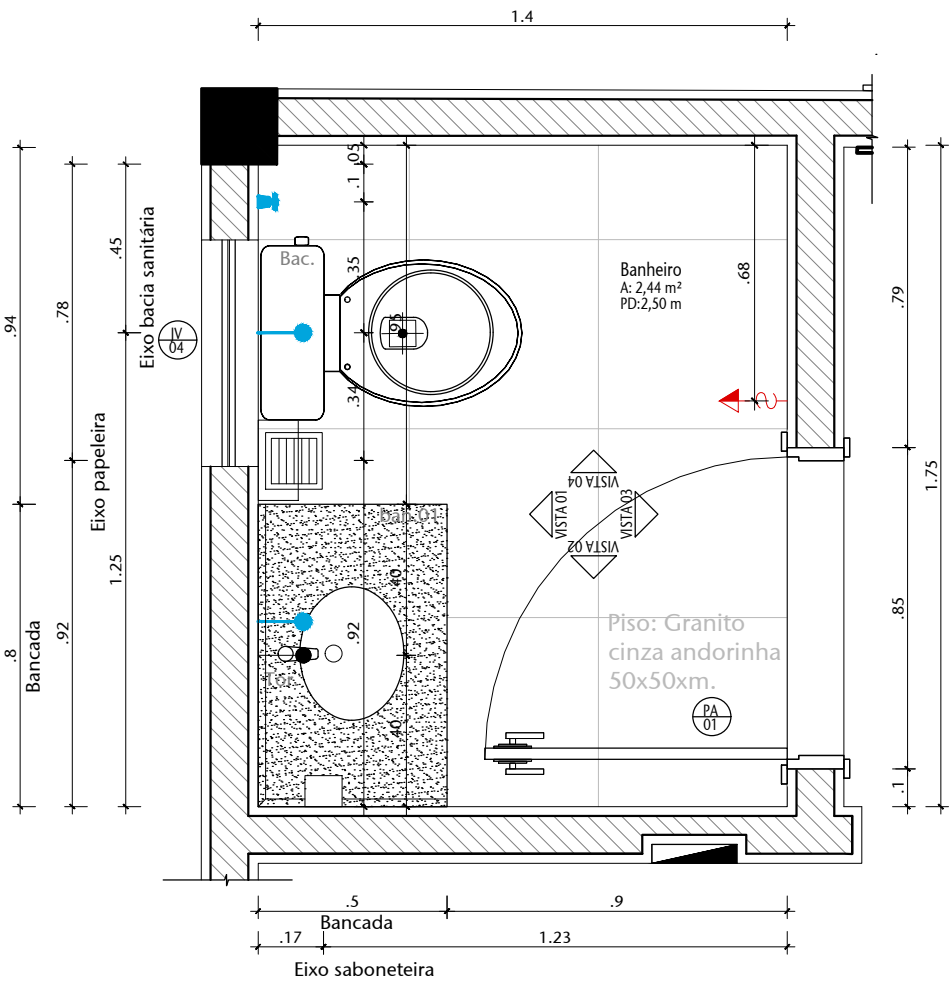 1.4
.05
.1
.45
Eixo bacia sanitária
.78
.94
.35
Bac.
Banheiro
A: 2,44 m²
PD:2,50 m
.68
.79
JV
04
.95
.34
1.75
Eixo papeleira
VISTA 04
VISTA 01
VISTA 03
VISTA 02
ban.01
1.25
.40
.92
.85
.8
Bancada
.92
Piso: Granito
cinza andorinha
50x50xm.
Tor.
PA
01
.40
.1
.5
.9
Bancada
.17
1.23
Eixo saboneteira